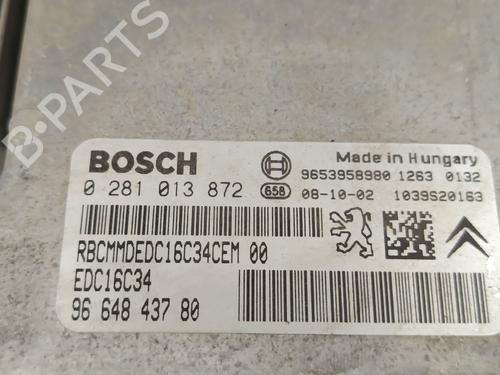 B-PARTS
BOSCH
Made in Hungary
9653958980 1263 0132
0 281 013 872 658 08-10-02 1039S20163
RBCMMDEDC16C34CEM 00
EDC16C34
96 648 437 80